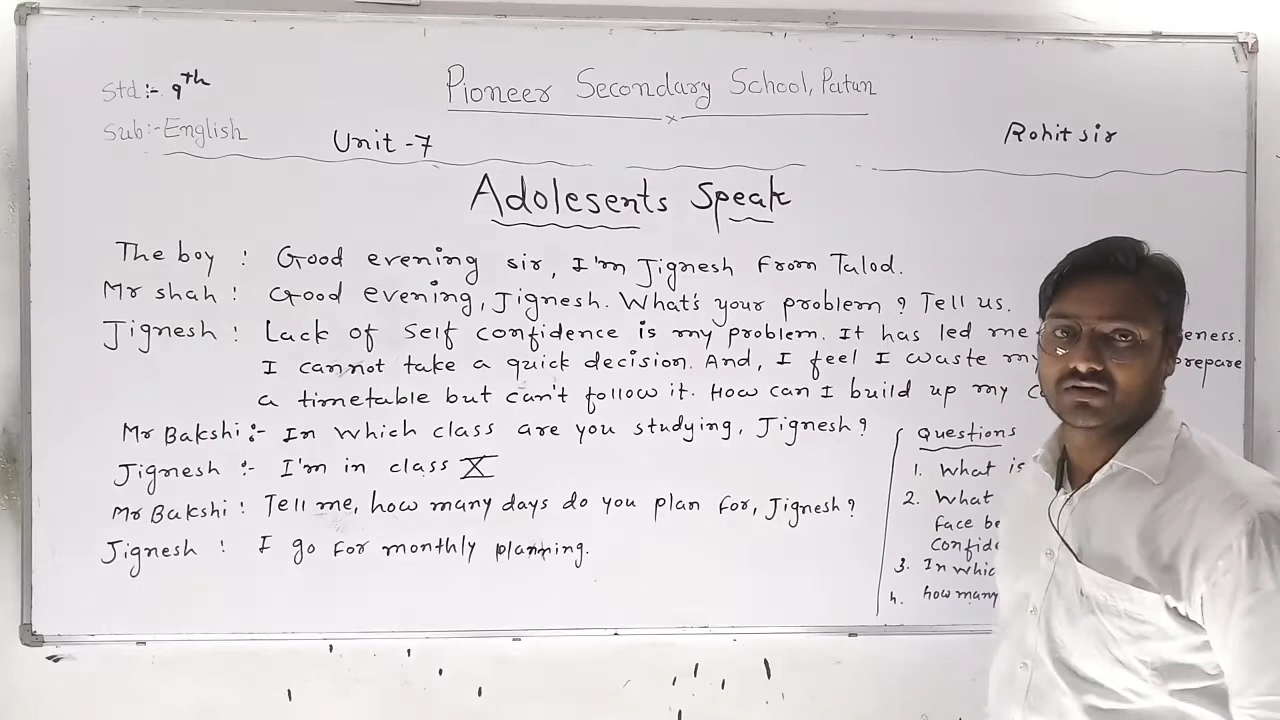 Std:- 9th
Pioneer Secondary School, Patan
Sub:- English
Unit -7
Rohit sir
Adolesents Speak
The boy : Good evening sir, I'm Jignesh From Talod.
Mr shah : Good evening, Jignesh. What's your problem ? Tell us.
Jignesh : Lack of self confidence is my problem. It has led me
I cannot take a quick decision. And, I feel I waste my prepare
a timetable but can't follow it. How can I build up my
Mr Bakshi :- In which class are you studying, Jignesh ?
Jignesh :- I'm in class X
Mr Bakshi : Tell me, how many days do you plan for, Jignesh ?
Jignesh : I go for monthly planning.
Questions
1. What is
2. What
Face
3. In
4. how many